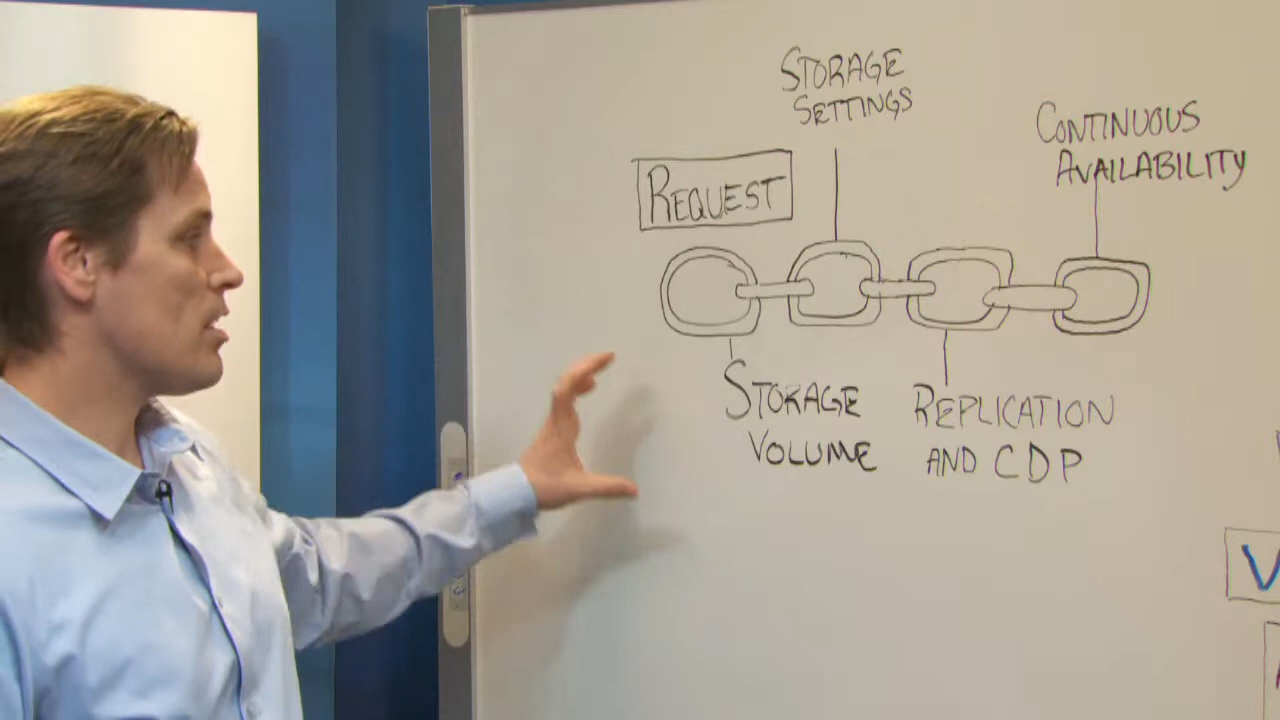 STORAGE
SETTINGS
CONTINUOUS
AVAILABILITY
REQUEST
STORAGE
VOLUME
REPLICATION
AND CDP
V